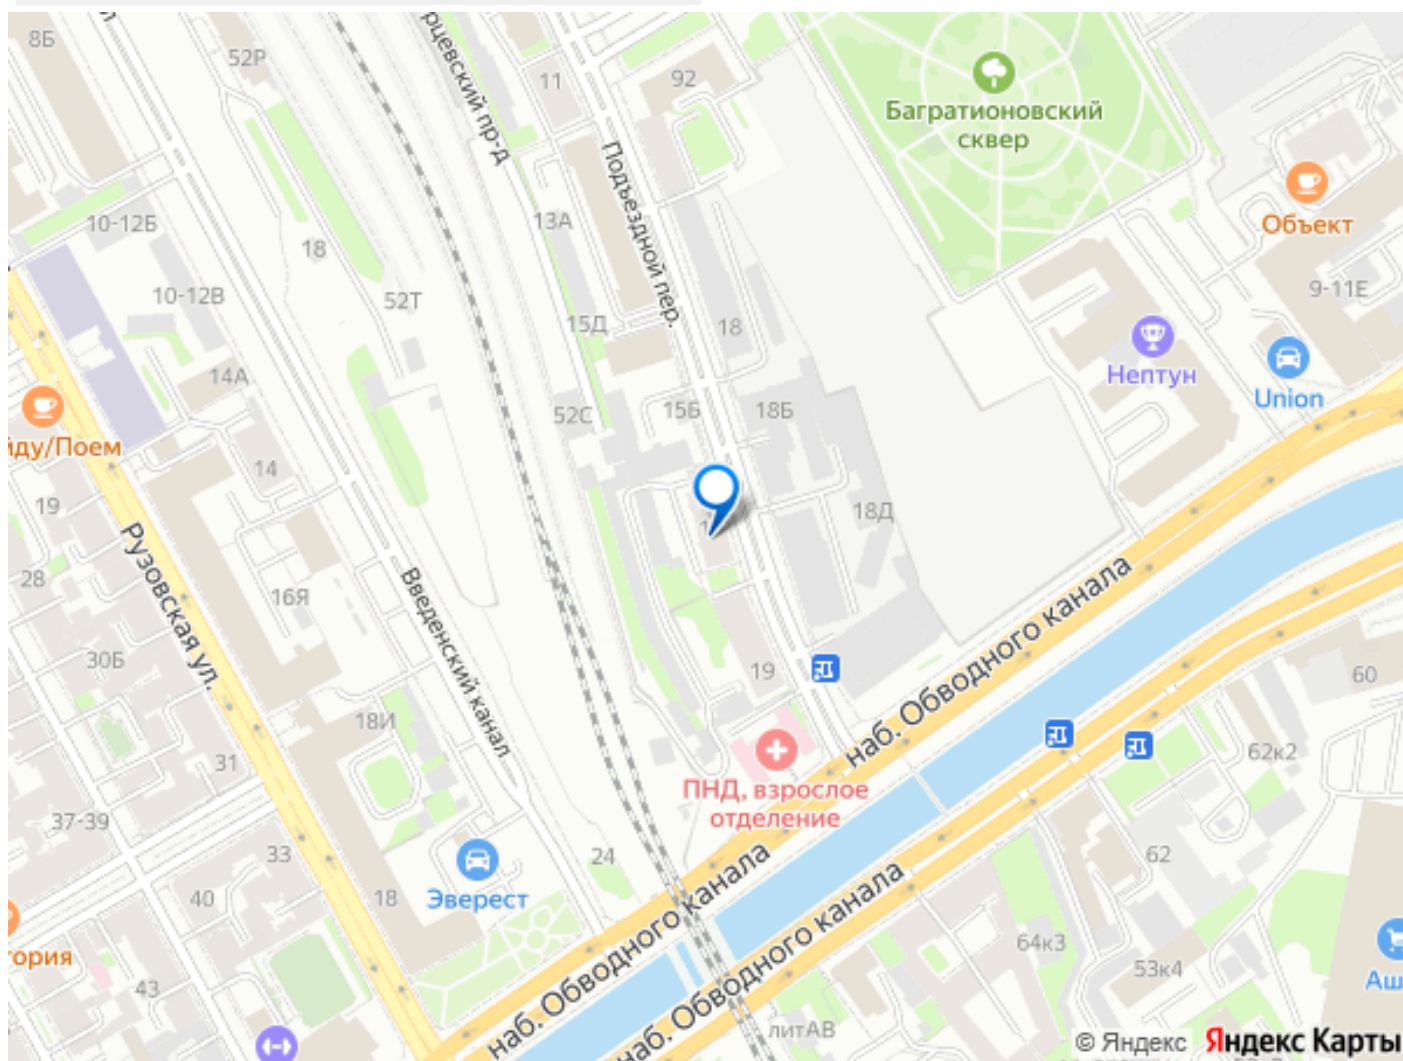 8Б
52Р
рцевский пр-д
11
92
Багратионовский
сквер
Объект
Подъездной пер.
10-12Б
18
13А
10-12В
52Т
15Д
18
9-11Е
Нептун
Union
14А
йду/Поем
52С
15Б
18Б
14
19
18Д
Рузовская ул.
28
16Я
Введенский канал
наб. Обводного канала
30Б
19
60
18И
31
62к2
ПНД, взрослое
отделение
37-39
33
24
62
Эверест
40
18
наб. Обводного канала
наб. Обводного канала
64к3
53к4
гория
43
Аш
литАВ
© Яндекс Яндекс Карты